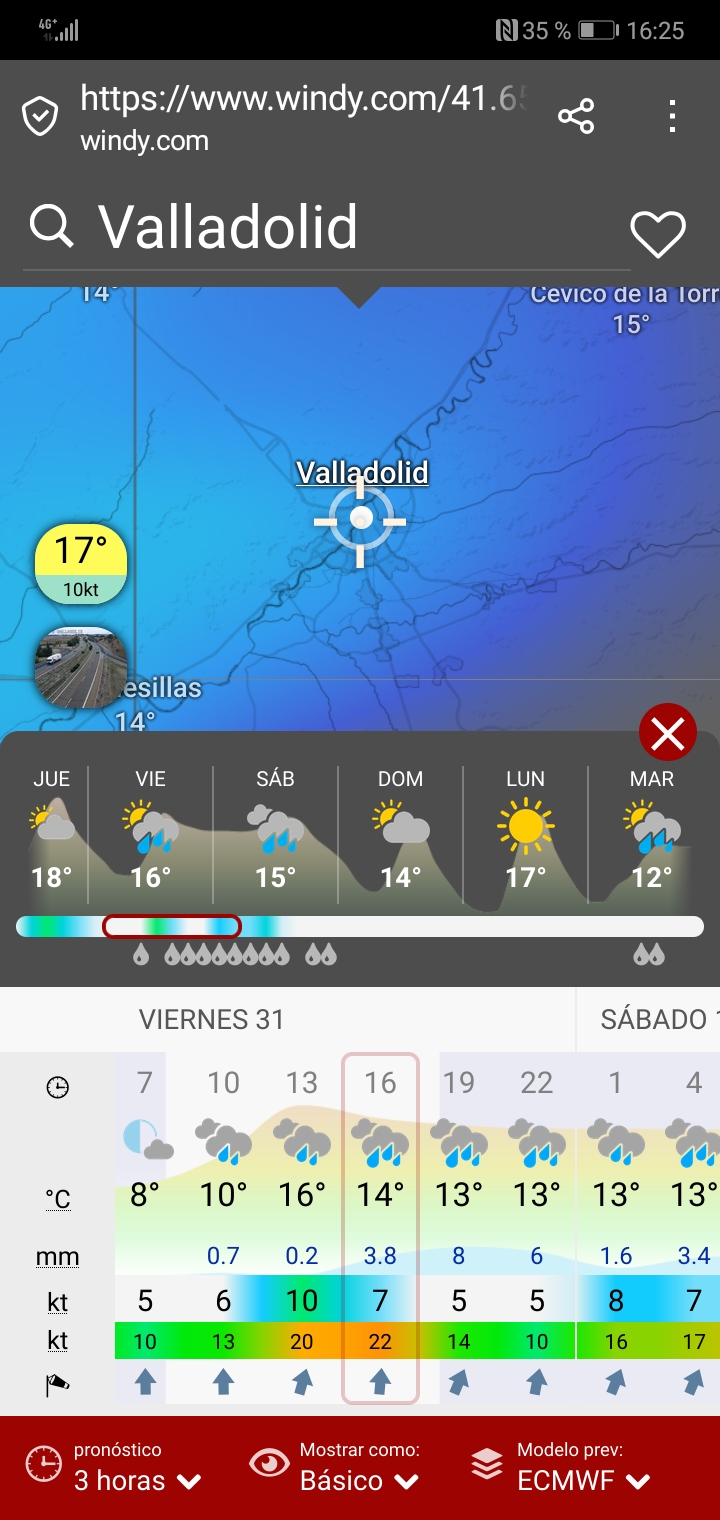 4G+ 35 % 16:25
https://www.windy.com/41.65
windy.com
Valladolid
14°
Cevico de la Torr
15°
Valladolid
17°
10kt
esillas
14°
JUE VIE SÁB DOM LUN MAR
18° 16° 15° 14° 17° 12°
VIERNES 31 SÁBADO 1
7 10 13 16 19 22 1 4
°C 8° 10° 16° 14° 13° 13° 13° 13°
mm 0.7 0.2 3.8 8 6 1.6 3.4
kt 5 6 10 7 5 5 8 7
kt 10 13 20 22 14 10 16 17
pronóstico Mostrar como: Modelo prev:
3 horas Básico ECMWF